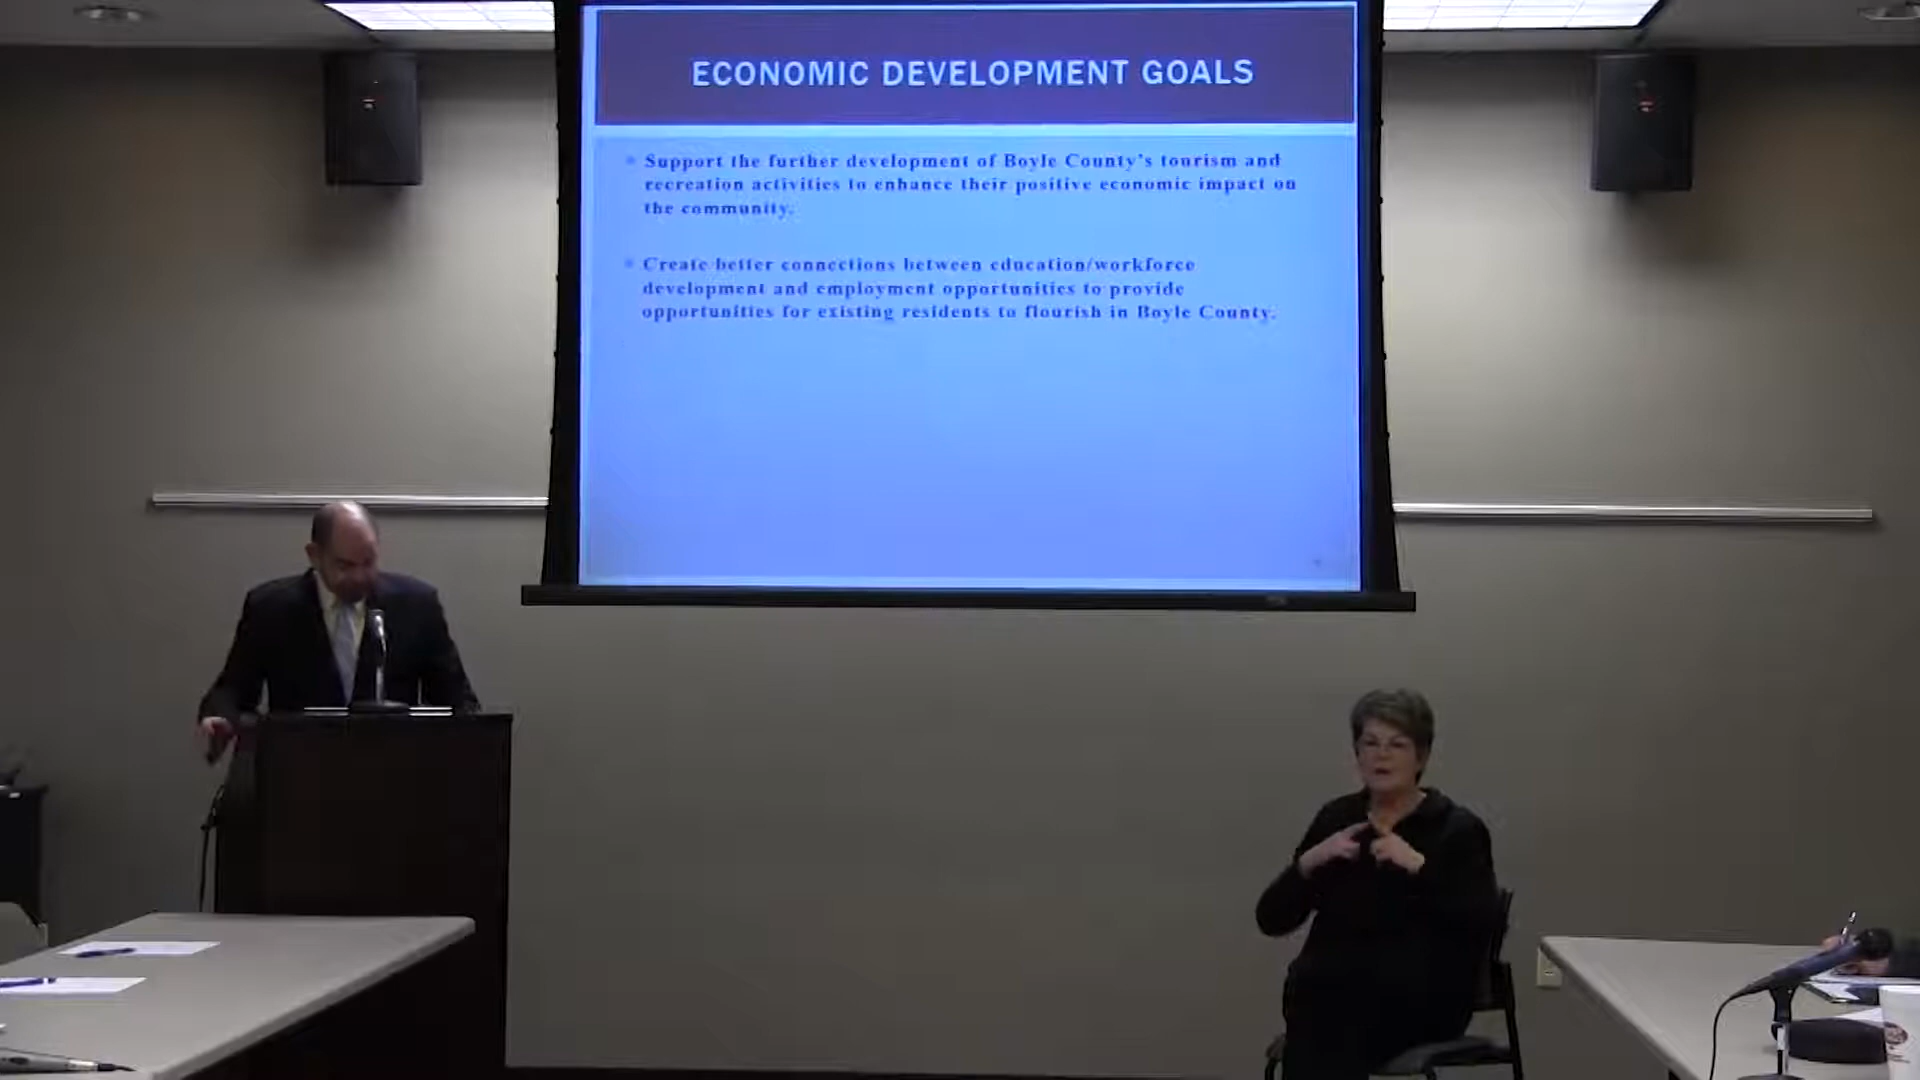 ECONOMIC DEVELOPMENT GOALS
Support the further development of Boyle County's tourism and
recreation activities to enhance their positive economic impact on
the community.
Create better connections between education/workforce
development and employment opportunities to provide
opportunities for existing residents to flourish in Boyle County.